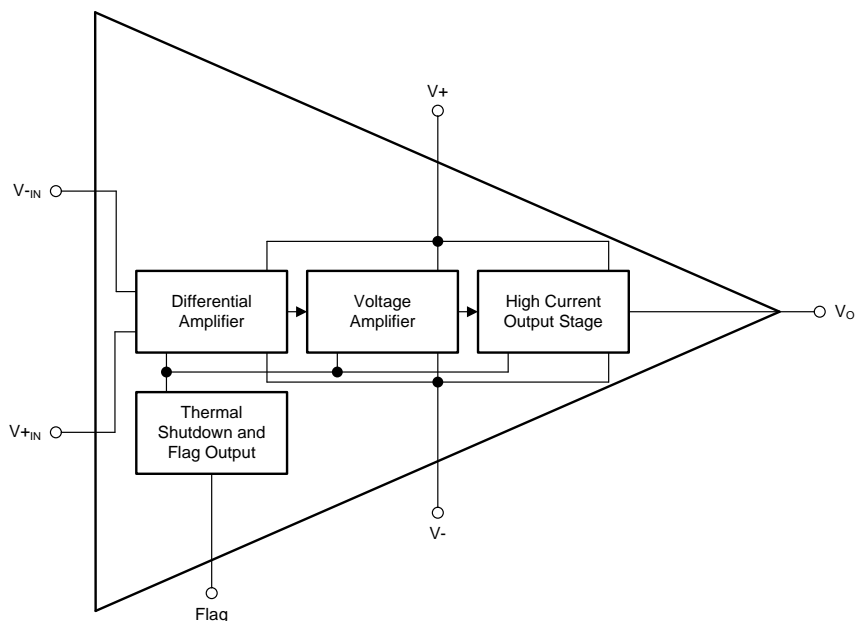 V+
V-IN
Differential
Amplifier
Voltage
Amplifier
High Current
Output Stage
VO
Thermal
Shutdown and
Flag Output
V+IN
V-
Flag